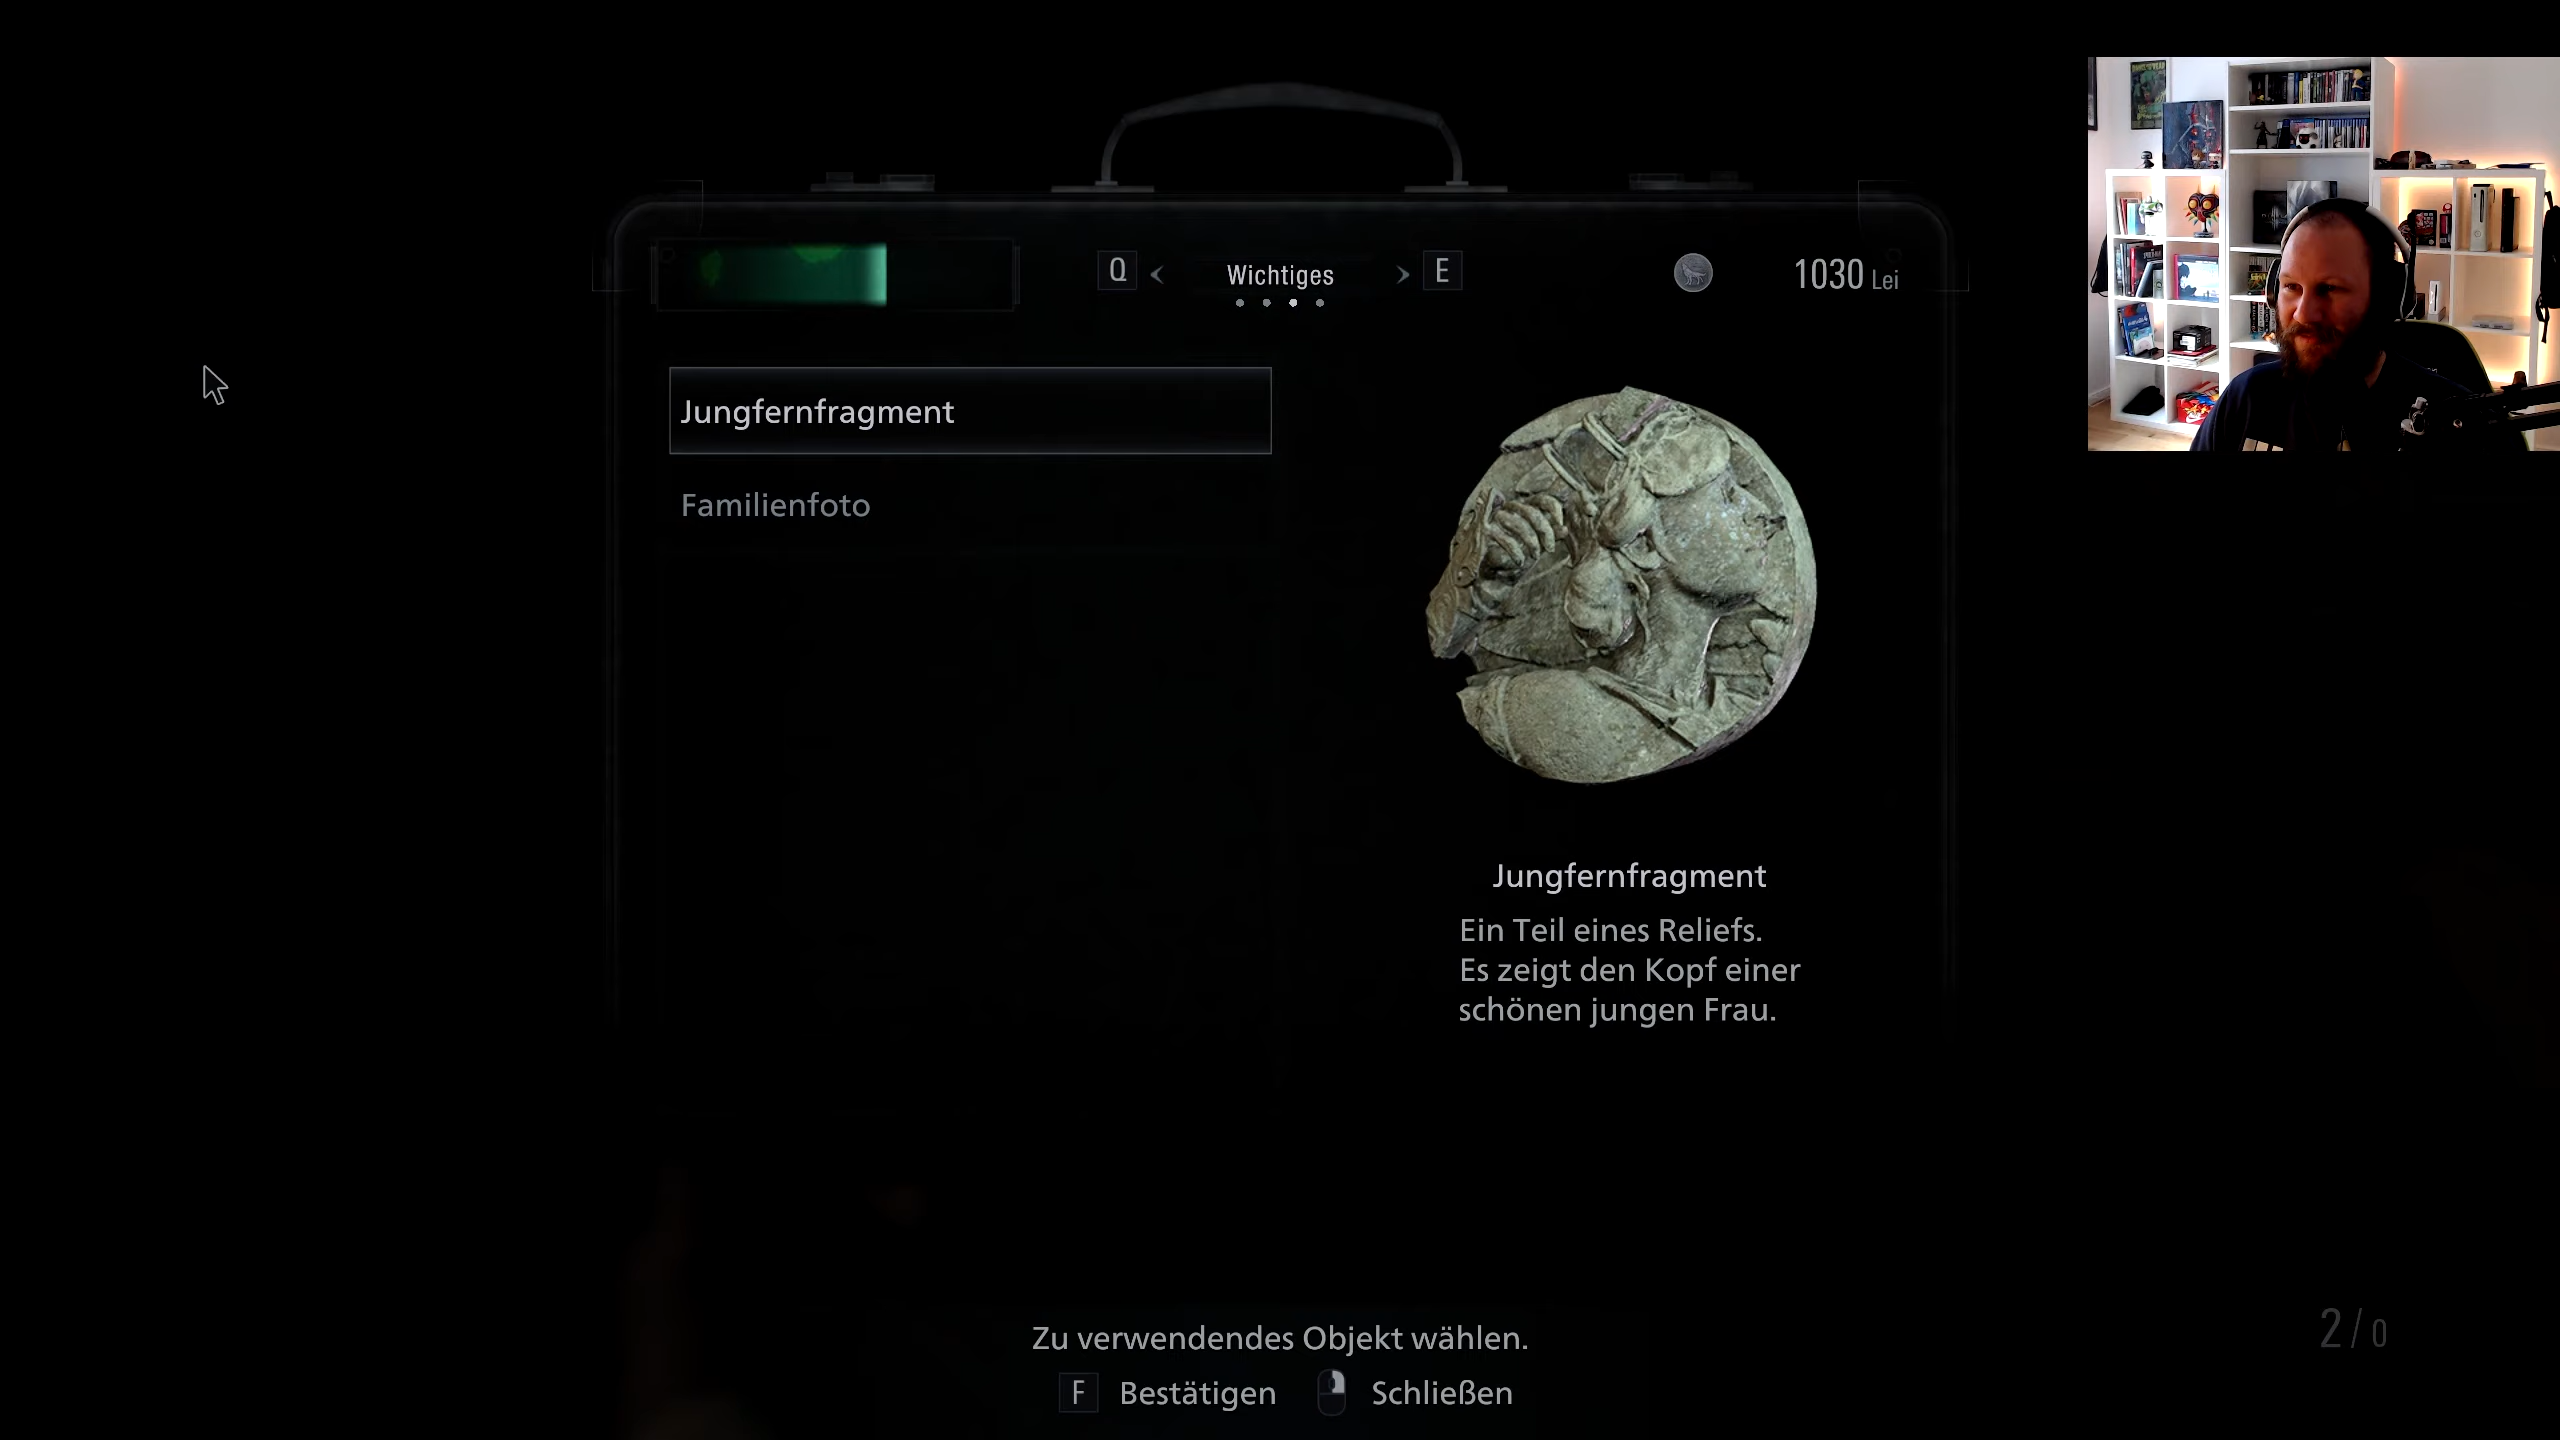 Q
Wichtiges
E
1030 Lei
Jungfernfragment
Familienfoto
Jungfernfragment
Ein Teil eines Reliefs.
Es zeigt den Kopf einer
schönen jungen Frau.
2/0
Zu verwendendes Objekt wählen.
F Bestätigen Schließen